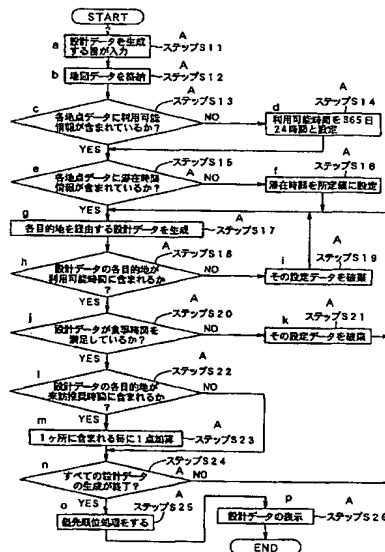 START
A
a 設計データを生成
する諸が入力
ステップS11
A
b 地図データを格納
ステップS12
A
ステップS13
c 各地点データに利用可能
情報が含まれているか?
NO
YES
A
ステップS14
d 利用可能時間を365日
24時間と設定
A
ステップS15
e 各地点データに滞在時間
情報が含まれているか?
NO
YES
A
ステップS16
f 滞在時間を所定値に設定
g 各目的地を経由する設計データを生成
A
ステップS17
A
ステップS18
h 設計データの各目的地が
利用可能時間に含まれるか
?
NO
YES
A
ステップS19
i その設定データを破棄
A
ステップS20
j 設計データが食事時間を
満足しているか?
NO
YES
A
ステップS21
k その設定データを破棄
A
ステップS22
l 設計データの各目的地が
来訪推奨時間に含まれるか
?
NO
YES
A
m 1ヶ所に含まれる毎に1点加算
ステップS23
A
ステップS24
n すべての設計データ
の生成が終了?
NO
YES
A
ステップS25
o 優先順位処理をする
p 設計データの表示
A
ステップS26
END